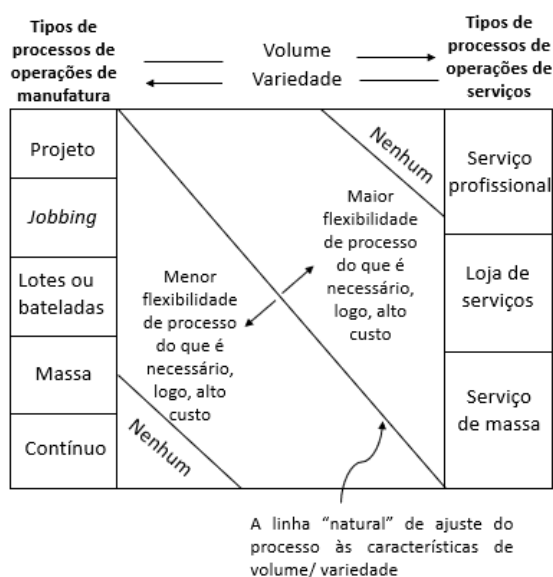 Tipos de
processos de
operações de
manufatura
Volume
Variedade
Tipos de
processos de
operações de
serviços
Projeto
Jobbing
Lotes ou
bateladas
Massa
Contínuo
Menor
flexibilidade
de processo
do que é
necessário,
logo, alto
custo
Nenhum
Nenhum
Maior
flexibilidade
de processo
do que é
necessário,
logo, alto
custo
Serviço
profissional
Loja de
serviços
Serviço
de massa
A linha “natural” de ajuste do
processo às características de
volume/ variedade